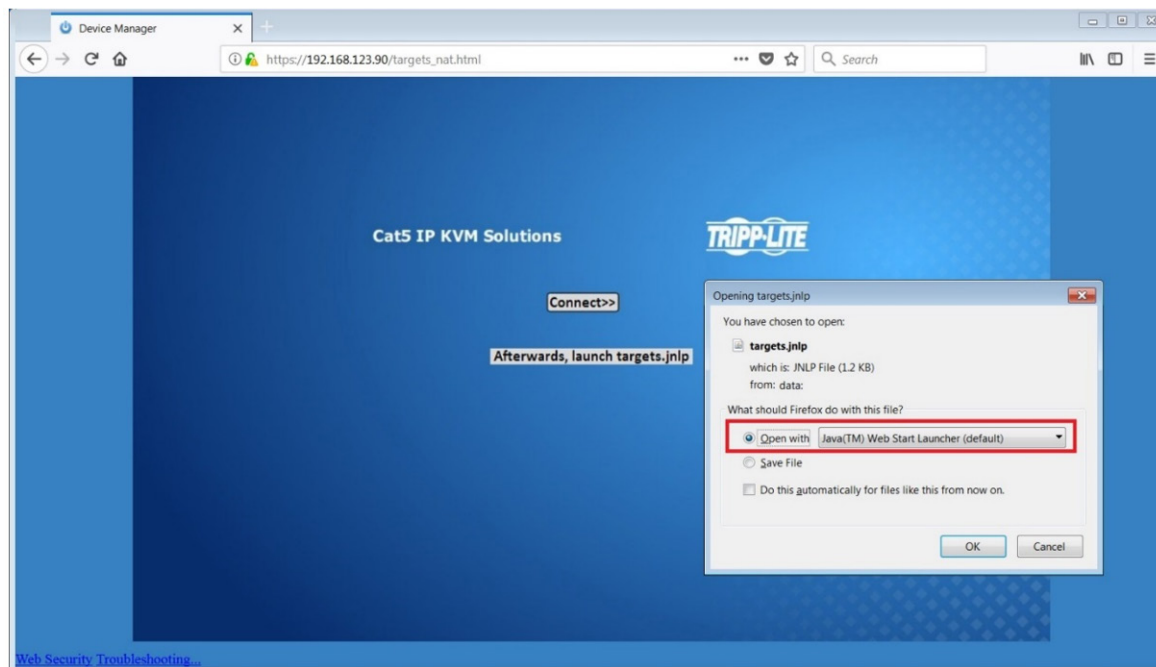 Device Manager
https://192.168.123.90/targets_nat.html
Search
Cat5 IP KVM Solutions
TRIPP·LITE
Connect>>
Afterwards, launch targets.jnlp
Opening targets.jnlp
You have chosen to open:
targets.jnlp
which is: JNLP File (1.2 KB)
from: data:
What should Firefox do with this file?
Open with Java(TM) Web Start Launcher (default)
Save File
Do this automatically for files like this from now on.
OK Cancel
Web Security Troubleshooting...